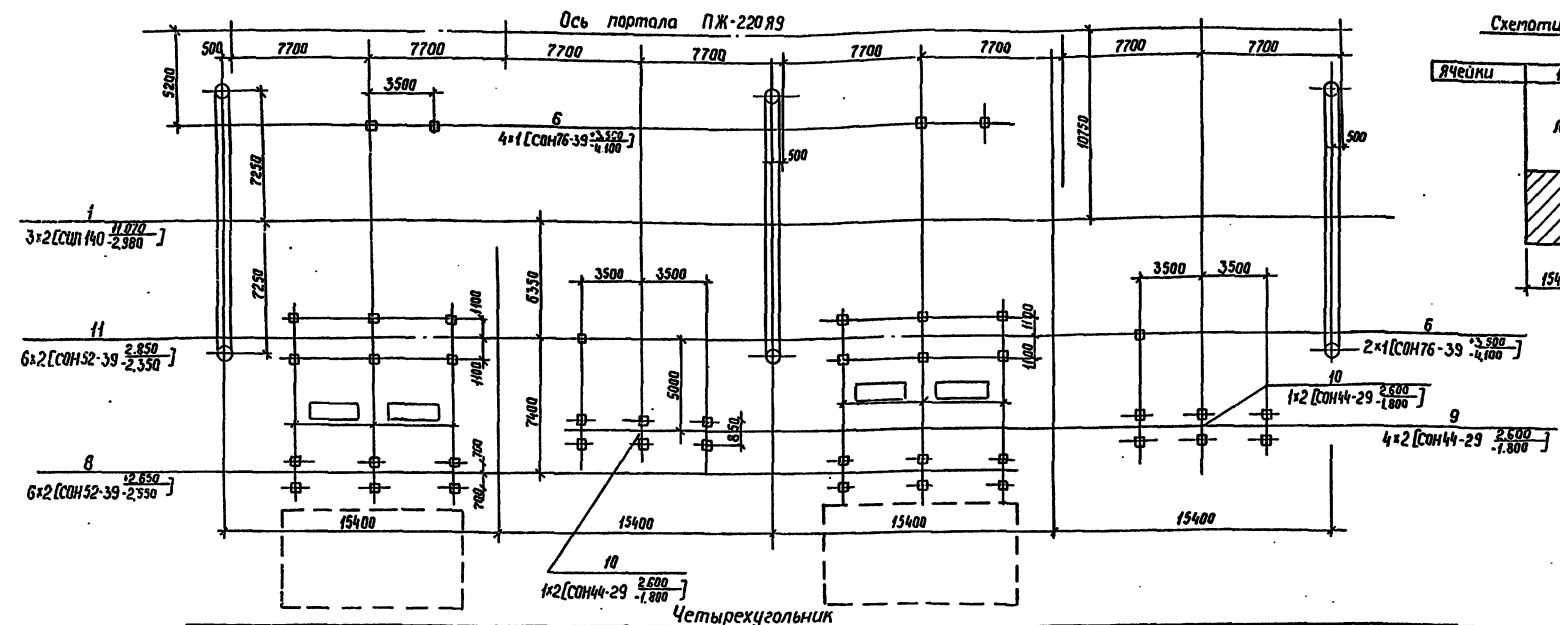 Ось портала ПЖ-220Я9
Схемати
Ячейки
500 7700 7700 7700 7700 7700 7700 7700
5200
3500
6
4×1[СОН76-39 +3.500/-4.100]
500
10750
500
7250
1
3×2[СЦП140 11.070/-2.980]
7250
6350
3500 3500
3500 3500
1100
1100
11
6×2[СОН52-39 2.850/-2.350]
1100
1100
5000
6
2×1[СОН76-39 +3.500/-4.100]
10
1×2[СОН44-29 2.600/-1.800]
7400
850
9
4×2[СОН44-29 2.600/-1.800]
8
6×2[СОН52-39 +2.650/-2.550]
700
700
15400 15400 15400 15400
154
10
1×2[СОН44-29 2.600/-1.800]
Четырехугольник